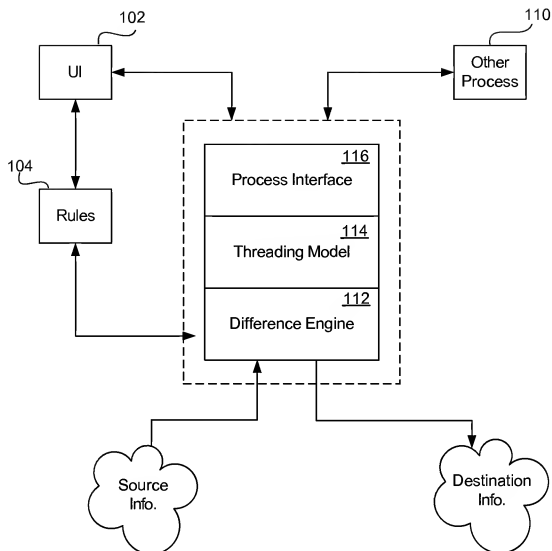 102
110
UI
Other
Process
104
Rules
116
Process Interface
114
Threading Model
112
Difference Engine
Source
Info.
Destination
Info.